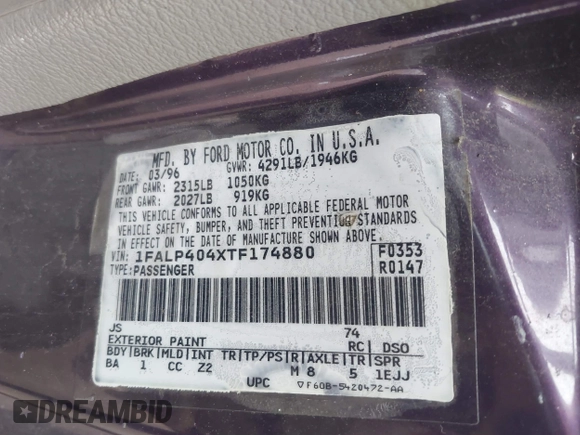 MFD. BY FORD MOTOR CO. IN U.S.A.
DATE: 03/96 GVWR: 4291LB/1946KG
FRONT GAWR: 2315LB 1050KG
REAR GAWR: 2027LB 919KG
THIS VEHICLE CONFORMS TO ALL APPLICABLE FEDERAL MOTOR
VEHICLE SAFETY, BUMPER, AND THEFT PREVENTION STANDARDS
IN EFFECT ON THE DATE OF MANUFACTURE SHOWN ABOVE.
VIN: 1FALP404XTF174880 F0353
TYPE: PASSENGER R0147
JS 74
EXTERIOR PAINT RC DSO
BDY BRK MLD INT TR TP/PS R AXLE TR SPR
BA 1 CC Z2 M 8 5 1EJJ
UPC ▽F60B-5420472-AA
DREAMBID